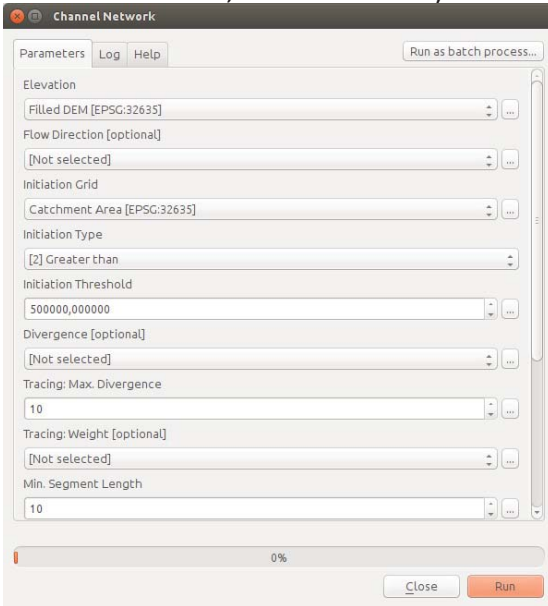 Channel Network
Parameters Log Help Run as batch process...
Elevation
Filled DEM [EPSG:32635]
...
Flow Direction [optional]
[Not selected]
...
Initiation Grid
Catchment Area [EPSG:32635]
...
Initiation Type
[2] Greater than
Initiation Threshold
500000,000000
...
Divergence [optional]
[Not selected]
...
Tracing: Max. Divergence
10
...
Tracing: Weight [optional]
[Not selected]
...
Min. Segment Length
10
...
0%
Close Run